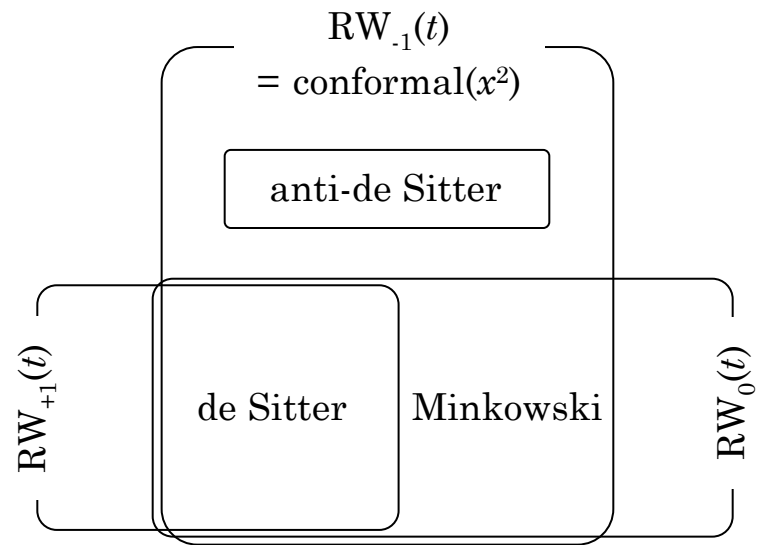 RW₋₁(t)
= conformal(x²)
anti-de Sitter
RW₊₁(t)
de Sitter
Minkowski
RW₀(t)